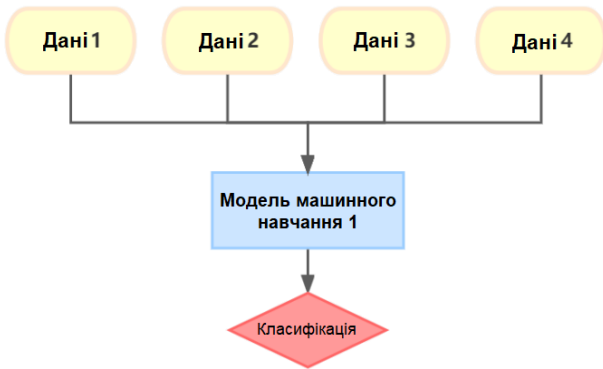 Дані 1
Дані 2
Дані 3
Дані 4
Модель машинного
навчання 1
Класифікація